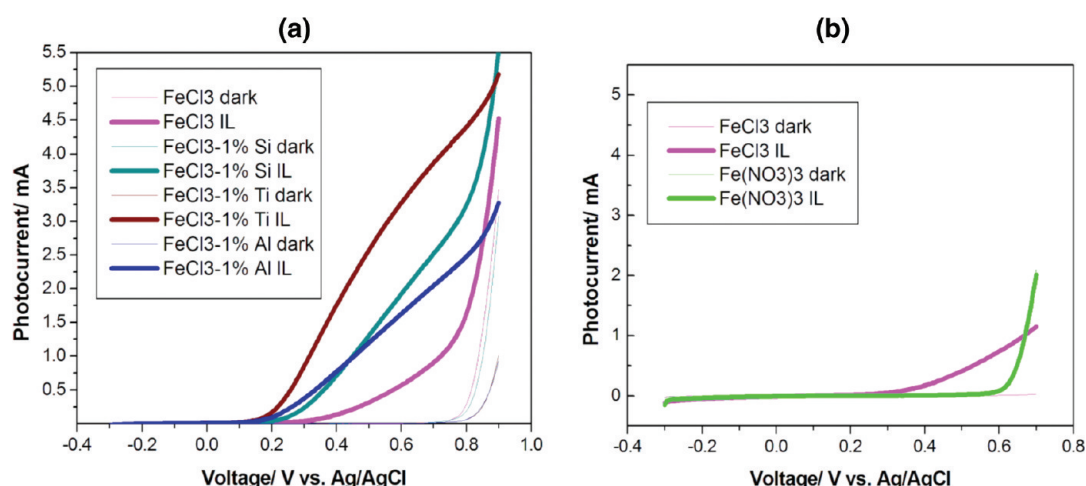 (a)
5.5
5.0
4.5
4.0
3.5
3.0
2.5
2.0
1.5
1.0
0.5
Photocurrent/ mA
FeCl3 dark
FeCl3 IL
FeCl3-1% Si dark
FeCl3-1% Si IL
FeCl3-1% Ti dark
FeCl3-1% Ti IL
FeCl3-1% Al dark
FeCl3-1% Al IL
-0.4 -0.2 0.0 0.2 0.4 0.6 0.8 1.0
Voltage/ V vs. Ag/AgCl
(b)
5
4
3
2
1
0
Photocurrent/ mA
FeCl3 dark
FeCl3 IL
Fe(NO3)3 dark
Fe(NO3)3 IL
-0.4 -0.2 0.0 0.2 0.4 0.6 0.8
Voltage/ V vs. Ag/AgCl